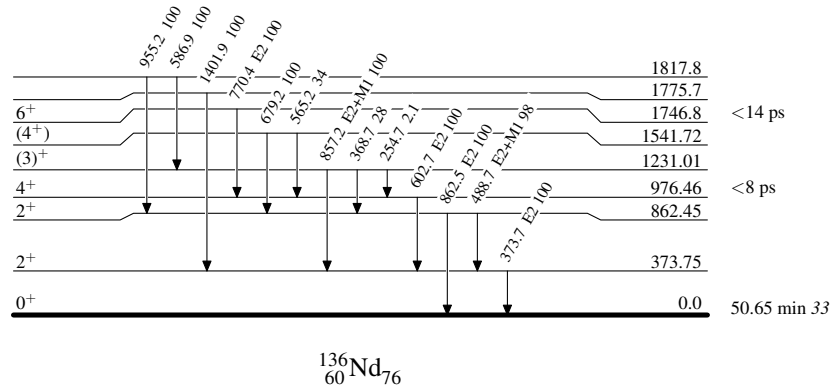 955.2 100
586.9 100
1401.9 100
770.4 E2 100
679.2 100
565.2 34
857.2 E2+M1 100
368.7 28
254.7 2.1
602.7 E2 100
862.5 E2 100
488.7 E2+M1 98
373.7 E2 100
1817.8
1775.7
6+ 1746.8 <14 ps
(4+) 1541.72
(3)+ 1231.01
4+ 976.46 <8 ps
2+ 862.45
2+ 373.75
0+ 0.0 50.65 min 33
136 60 Nd 76